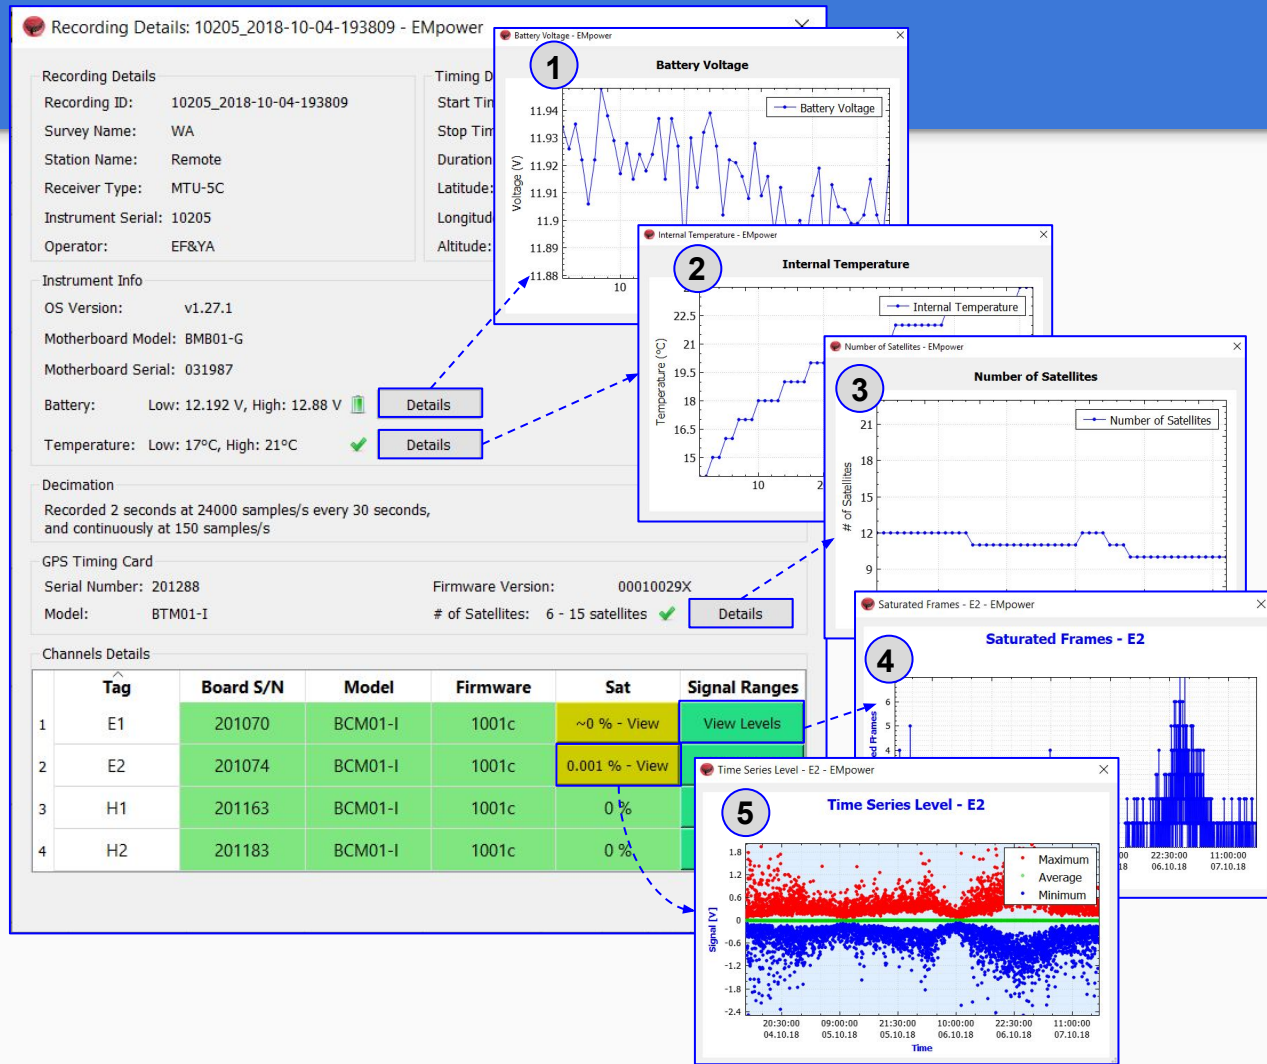 Recording Details: 10205_2018-10-04-193809 - EMpower
Recording Details
Recording ID: 10205_2018-10-04-193809
Survey Name: WA
Station Name: Remote
Receiver Type: MTU-5C
Instrument Serial: 10205
Operator: EF&YA
Timing D
Start Tim
Stop Tim
Duration
Latitude:
Longitud
Altitude:
Instrument Info
OS Version: v1.27.1
Motherboard Model: BMB01-G
Motherboard Serial: 031987
Battery: Low: 12.192 V, High: 12.88 V Details
Temperature: Low: 17°C, High: 21°C Details
Decimation
Recorded 2 seconds at 24000 samples/s every 30 seconds,
and continuously at 150 samples/s
GPS Timing Card
Serial Number: 201288 Firmware Version: 00010029X
Model: BTM01-I # of Satellites: 6 - 15 satellites Details
Channels Details
Tag Board S/N Model Firmware Sat Signal Ranges
1 E1 201070 BCM01-I 1001c ~0 % - View View Levels
2 E2 201074 BCM01-I 1001c 0.001 % - View
3 H1 201163 BCM01-I 1001c 0 %
4 H2 201183 BCM01-I 1001c 0 %
Battery Voltage - EMpower
1
Battery Voltage
Battery Voltage
Voltage (V)
11.94
11.93
11.92
11.91
11.9
11.89
11.88
10
Internal Temperature - EMpower
2
Internal Temperature
Internal Temperature
Temperature (°C)
22.5
21
19.5
18
16.5
15
10 2
Number of Satellites - EMpower
3
Number of Satellites
Number of Satellites
# of Satellites
21
18
15
12
9
Saturated Frames - E2 - EMpower
4
Saturated Frames - E2
ed Frames
6
5
4
00 22:30:00 11:00:00
18 06.10.18 07.10.18
Time Series Level - E2 - EMpower
5
Time Series Level - E2
Maximum
Average
Minimum
Signal [V]
1.8
1.2
0.6
0
-0.6
-1.2
-1.8
-2.4
20:30:00 09:00:00 21:30:00 10:00:00 22:30:00 11:00:00
04.10.18 05.10.18 05.10.18 06.10.18 06.10.18 07.10.18
Time